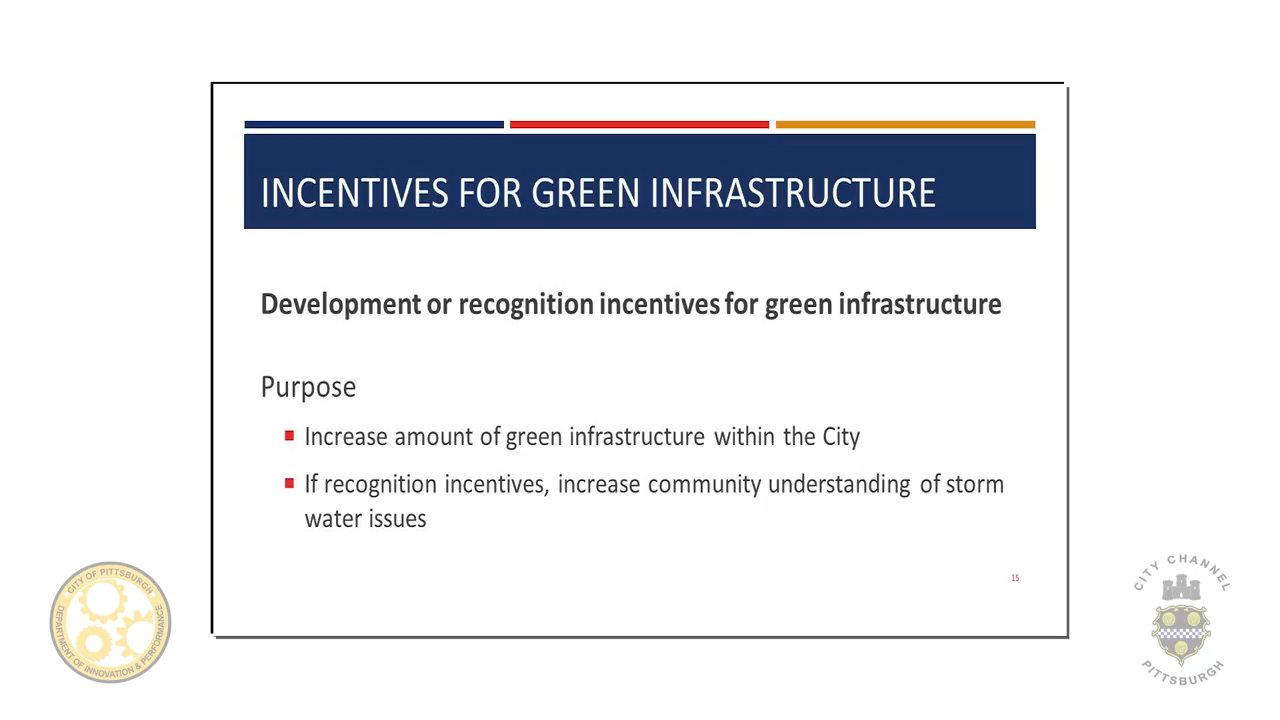 INCENTIVES FOR GREEN INFRASTRUCTURE
Development or recognition incentives for green infrastructure
Purpose
Increase amount of green infrastructure within the City
If recognition incentives, increase community understanding of storm
water issues
15
CITY OF PITTSBURGH
DEPARTMENT OF INNOVATION & PERFORMANCE
CITY CHANNEL
PITTSBURGH